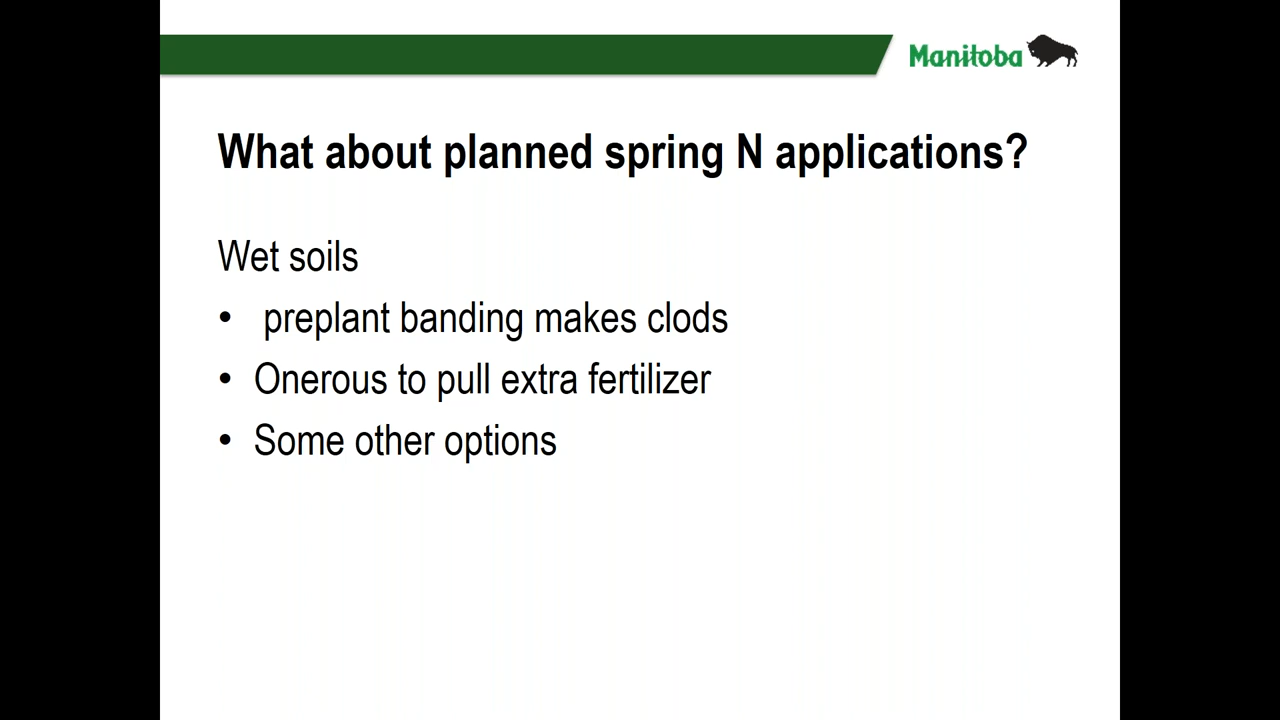 Manitoba
What about planned spring N applications?
Wet soils
• preplant banding makes clods
• Onerous to pull extra fertilizer
• Some other options